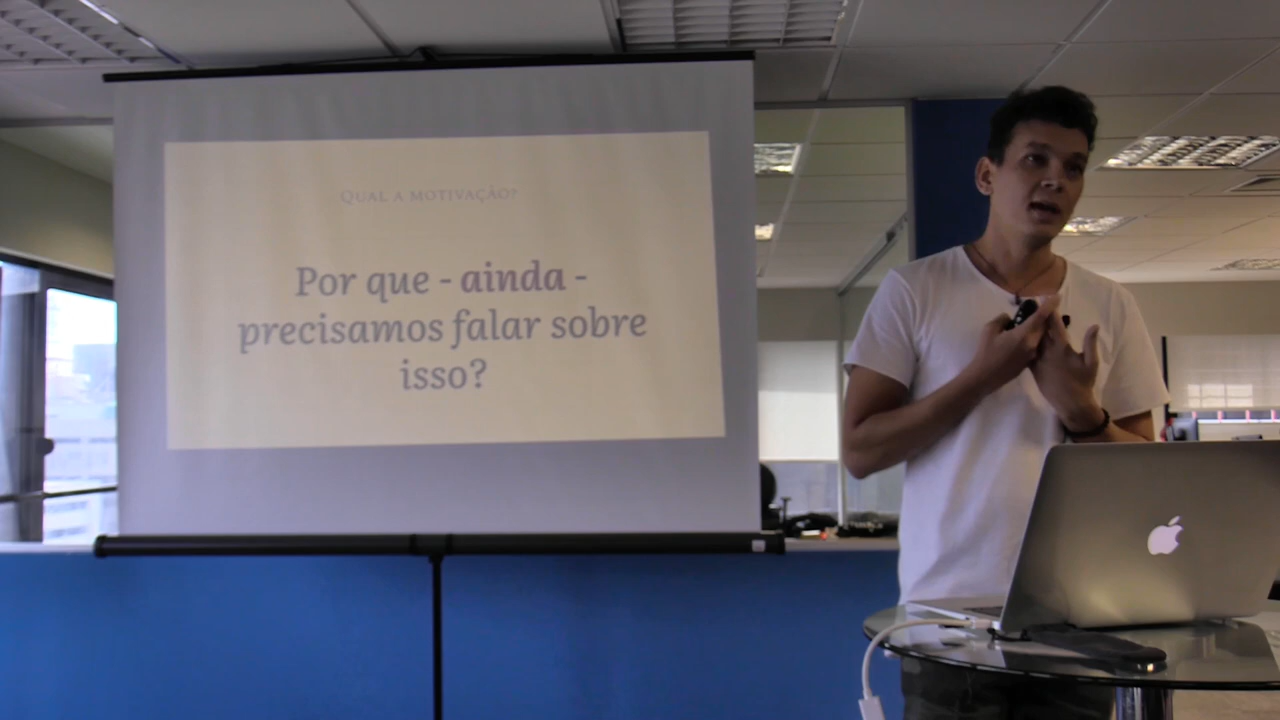 QUAL A MOTIVAÇÃO?
Por que - ainda -
precisamos falar sobre
isso?